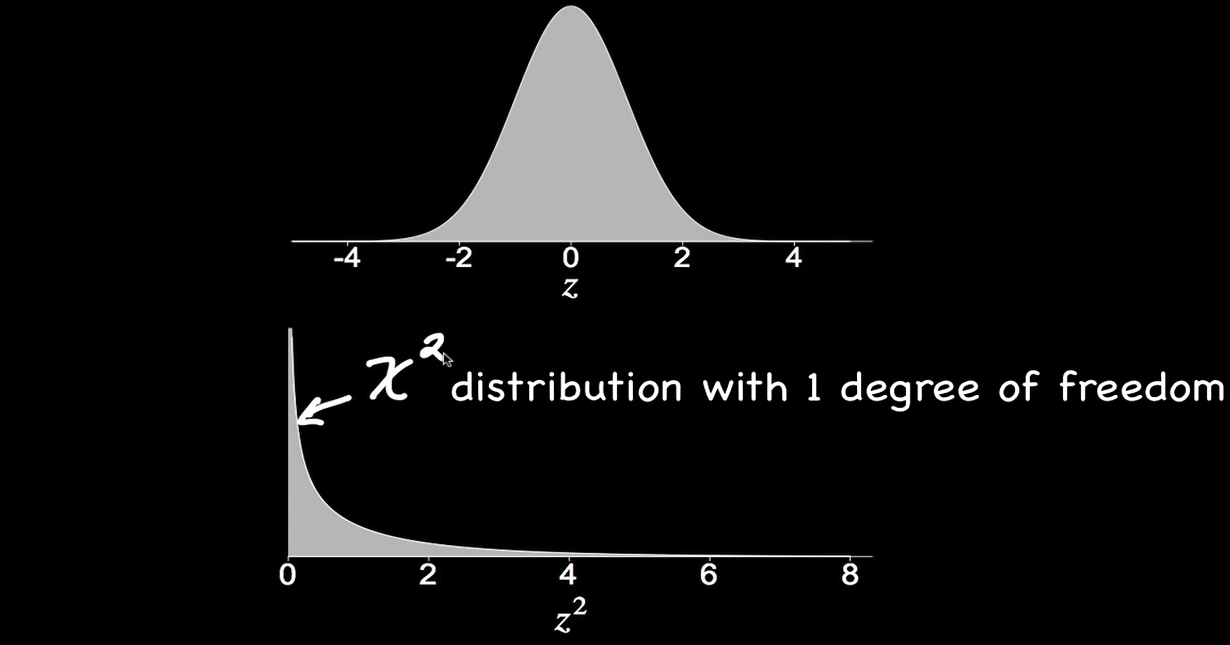 -4 -2 0 2 4
z
χ² distribution with 1 degree of freedom
0 2 4 6 8
z²